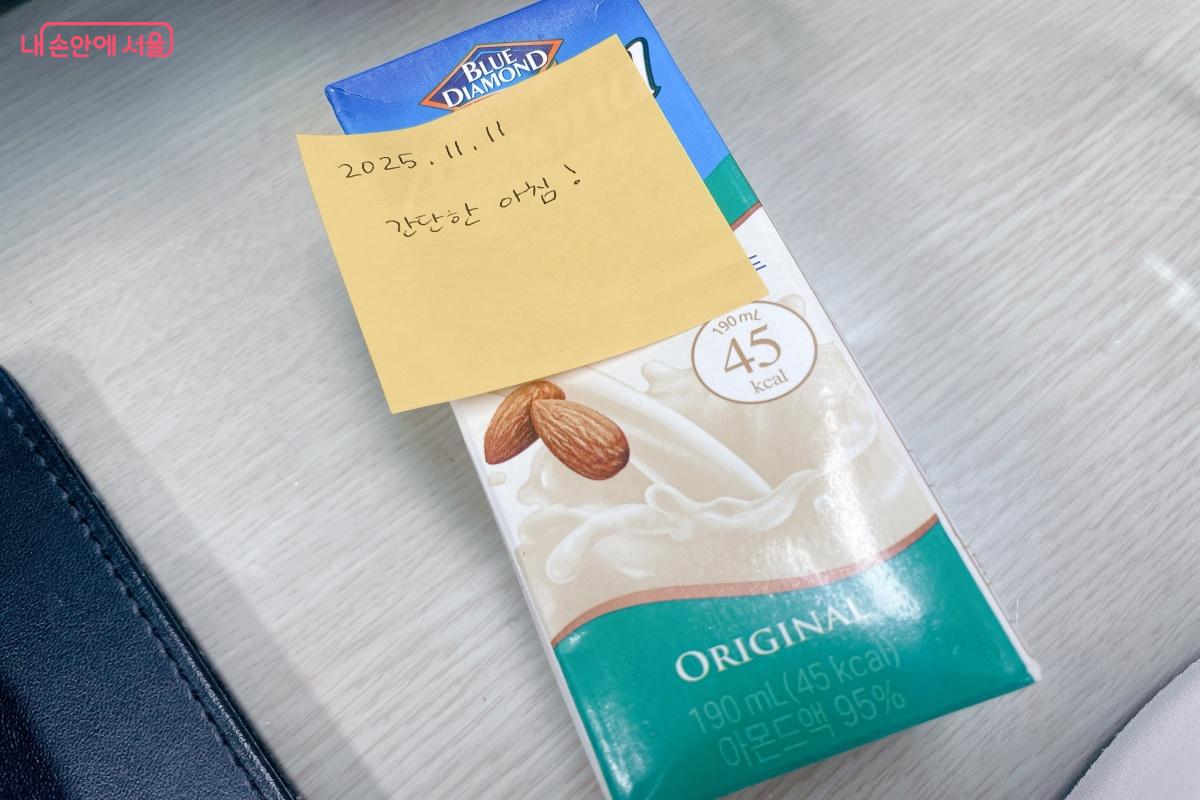 내 손안에 서울
BLUE
DIAMOND
2025.11.11
간단한 아침!
190 mL
45
kcal
ORIGINAL
190 mL(45 kcal)
아몬드액 95%